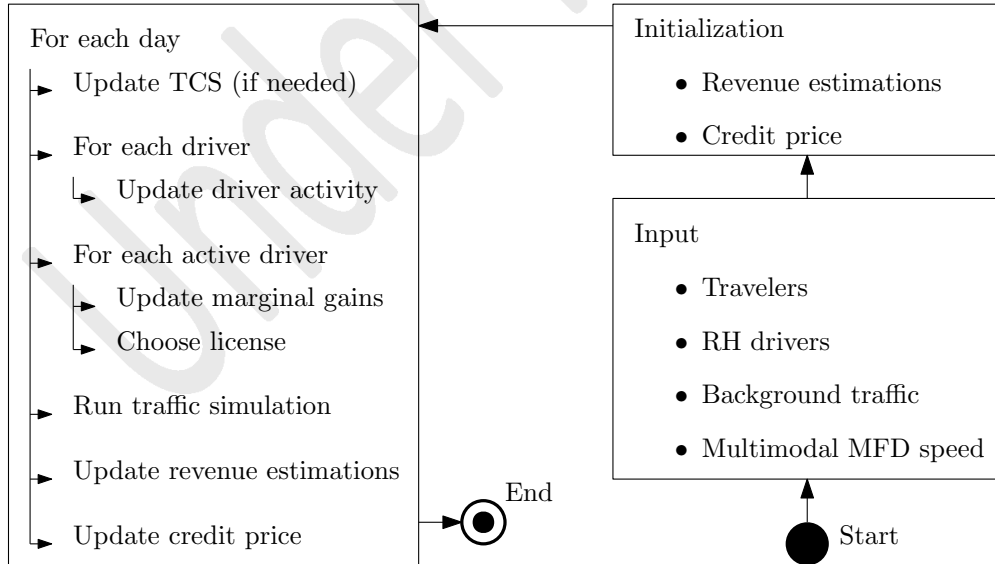 For each day
Update TCS (if needed)
For each driver
Update driver activity
For each active driver
Update marginal gains
Choose license
Run traffic simulation
Update revenue estimations
Update credit price
End
Initialization
• Revenue estimations
• Credit price
Input
• Travelers
• RH drivers
• Background traffic
• Multimodal MFD speed
Start
Under